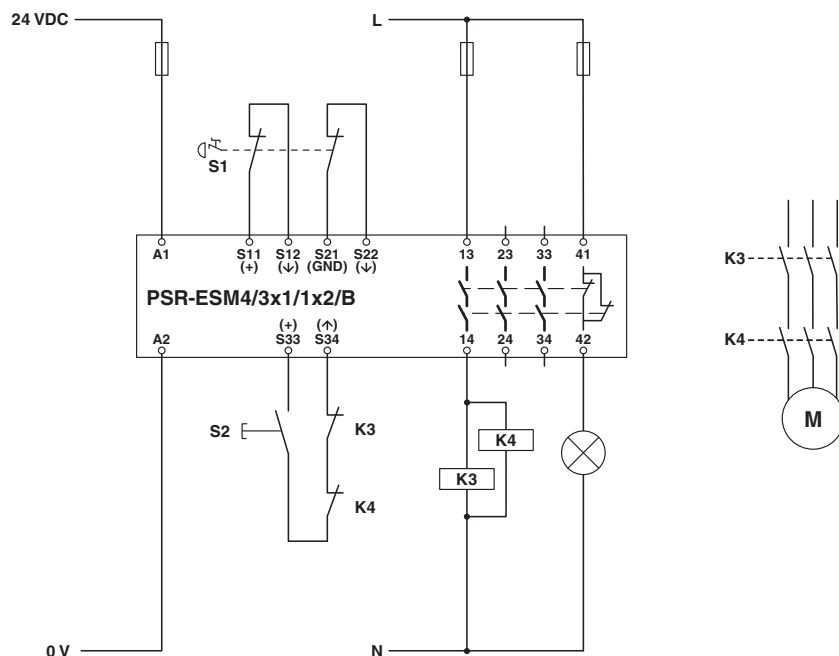 24 VDC
L
S1
K3
A1
S11
(+)
S12
(↓)
S21
(GND)
S22
(↓)
13
23
33
41
PSR-ESM4/3x1/1x2/B
A2
(+)
S33
(↑)
S34
14
24
34
42
K4
S2
K3
K4
K3
K4
M
0 V
N